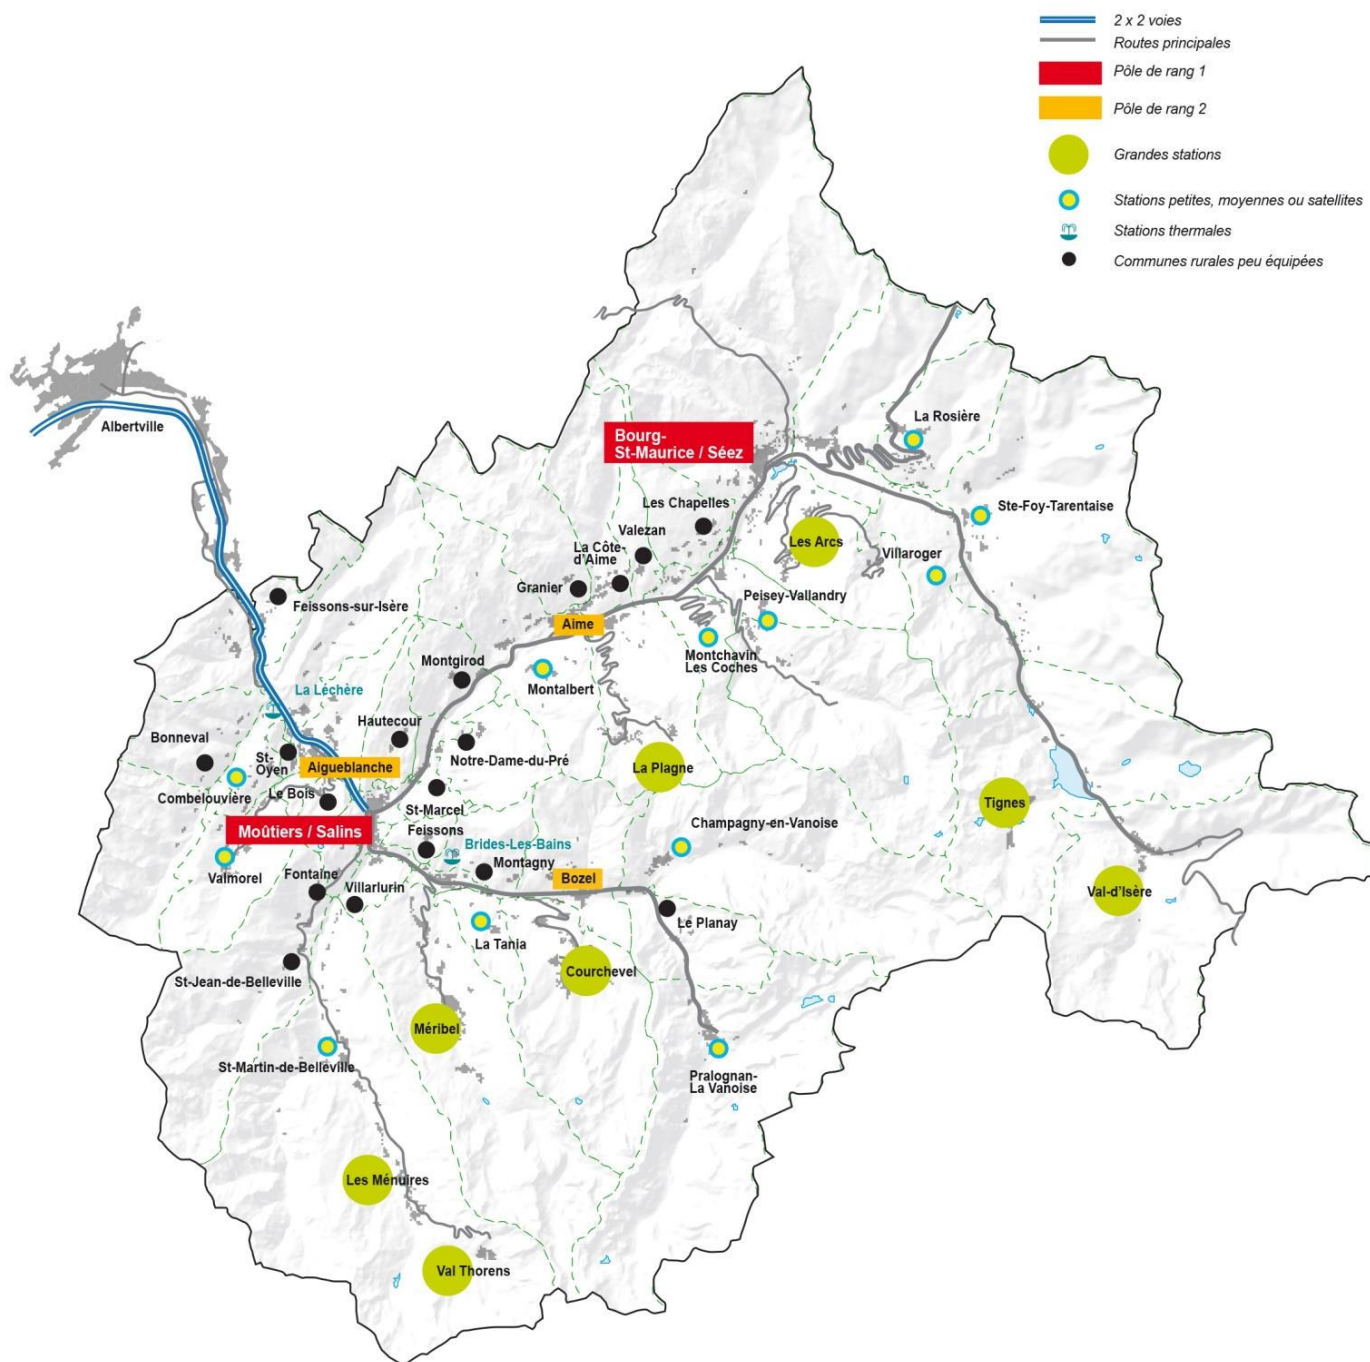 2 x 2 voies
Routes principales
Pôle de rang 1
Pôle de rang 2
Grandes stations
Stations petites, moyennes ou satellites
Stations thermales
Communes rurales peu équipées
Albertville
La Rosière
Bourg-
St-Maurice / Séez
Les Chapelles
Ste-Foy-Tarentaise
Valezan
Les Arcs
La Côte-
d'Aime
Villaroger
Granier
Peisey-Vallandry
Feissons-sur-Isère
Aime
Montchavin
Les Coches
Montgirod
Montalbert
La Léchère
Hautecour
Bonneval
St-
Oyen
Notre-Dame-du-Pré
Aigueblanche
La Plagne
Combelouvière
Le Bois
St-Marcel
Tignes
Moûtiers / Salins
Feissons
Champagny-en-Vanoise
Brides-Les-Bains
Valmorel
Montagny
Fontaine
Villarlurin
Bozel
Val-d'Isère
Le Planay
La Tania
St-Jean-de-Belleville
Courchevel
Méribel
St-Martin-de-Belleville
Pralognan-
La Vanoise
Les Ménuires
Val Thorens